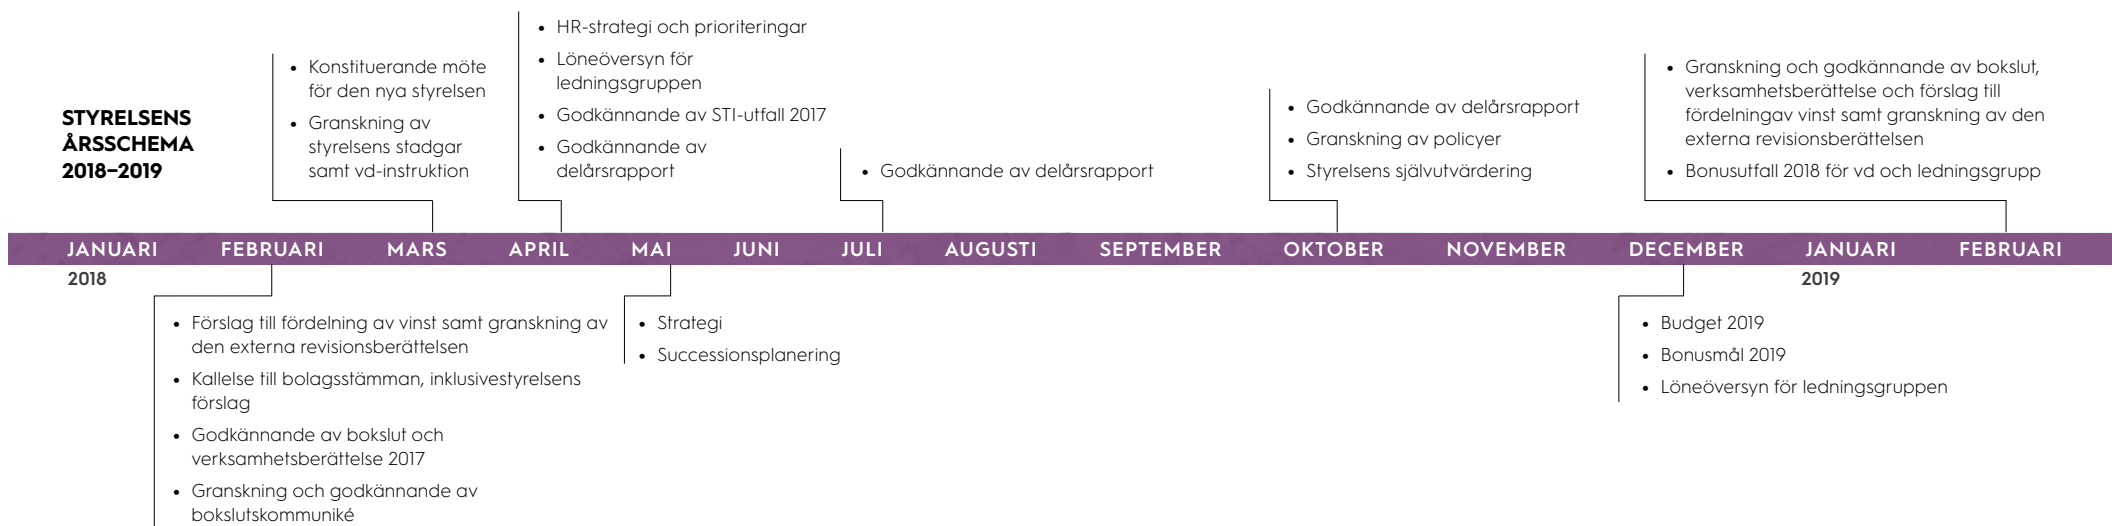 STYRELSENS
ÅRSSCHEMA
2018–2019
• Konstituerande möte
för den nya styrelsen
• Granskning av
styrelsens stadgar
samt vd-instruktion
• HR-strategi och prioriteringar
• Löneöversyn för
ledningsgruppen
• Godkännande av STI-utfall 2017
• Godkännande av
delårsrapport
• Godkännande av delårsrapport
• Godkännande av delårsrapport
• Granskning av policyer
• Styrelsens självutvärdering
• Granskning och godkännande av bokslut,
verksamhetsberättelse och förslag till
fördelningav vinst samt granskning av den
externa revisionsberättelsen
• Bonusutfall 2018 för vd och ledningsgrupp
JANUARI FEBRUARI MARS APRIL MAI JUNI JULI AUGUSTI SEPTEMBER OKTOBER NOVEMBER DECEMBER JANUARI FEBRUARI
2018 2019
• Förslag till fördelning av vinst samt granskning av
den externa revisionsberättelsen
• Kallelse till bolagsstämman, inklusivestyrelsens
förslag
• Godkännande av bokslut och
verksamhetsberättelse 2017
• Granskning och godkännande av
bokslutskommuniké
• Strategi
• Successionsplanering
• Budget 2019
• Bonusmål 2019
• Löneöversyn för ledningsgruppen